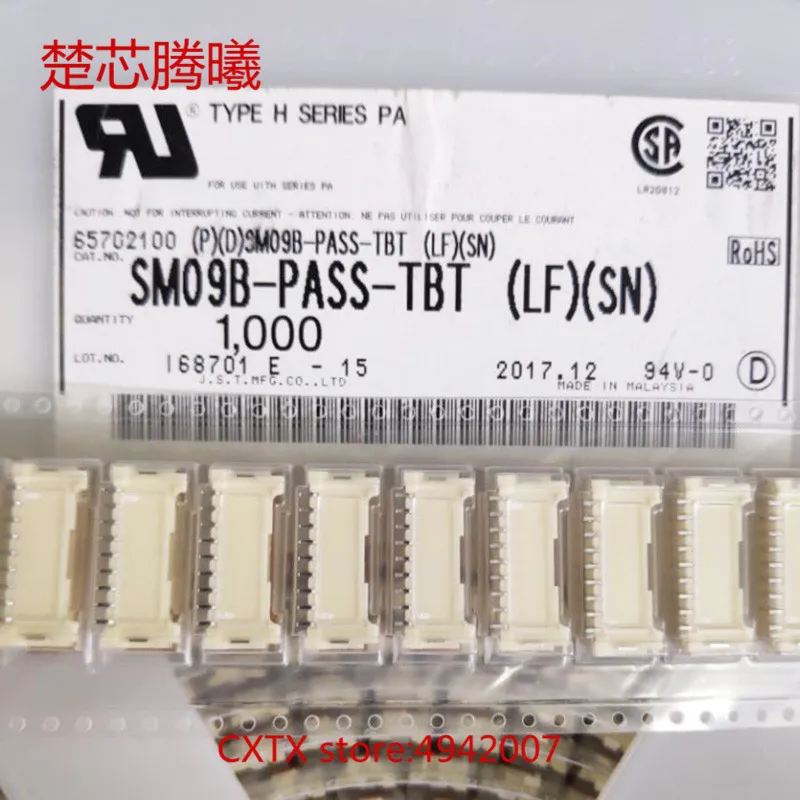 楚芯腾曦
® TYPE H SERIES PA
FOR USE WITH SERIES PA
LR20812
CAUTION. NOT FOR INTERRUPTING CURRENT - ATTENTION. NE PAS UTILISER POUR COUPER LE COURANT
65702100 (P)(D)SM09B-PASS-TBT (LF)(SN)
CAT.NO.
RoHS
SM09B-PASS-TBT (LF)(SN)
QUANTITY
1,000
LOT.NO. 168701 E - 15 2017.12 94V-0 D
J.S.T.MFG.CO.,LTD MADE IN MALAYSIA
CXTX store:4942007